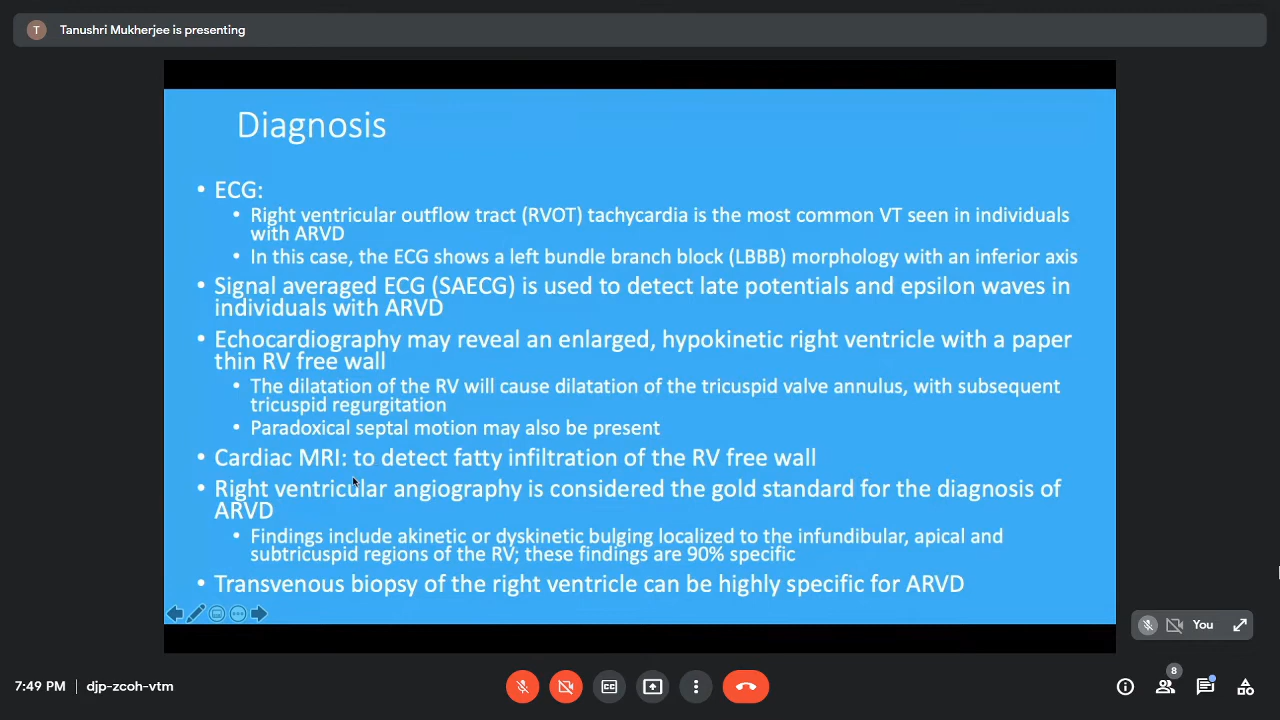 T
Tanushri Mukherjee is presenting
Diagnosis
• ECG:
• Right ventricular outflow tract (RVOT) tachycardia is the most common VT seen in individuals
with ARVD
• In this case, the ECG shows a left bundle branch block (LBBB) morphology with an inferior axis
• Signal averaged ECG (SAECG) is used to detect late potentials and epsilon waves in
individuals with ARVD
• Echocardiography may reveal an enlarged, hypokinetic right ventricle with a paper
thin RV free wall
• The dilatation of the RV will cause dilatation of the tricuspid valve annulus, with subsequent
tricuspid regurgitation
• Paradoxical septal motion may also be present
• Cardiac MRI: to detect fatty infiltration of the RV free wall
• Right ventricular angiography is considered the gold standard for the diagnosis of
ARVD
• Findings include akinetic or dyskinetic bulging localized to the infundibular, apical and
subtricuspid regions of the RV; these findings are 90% specific
• Transvenous biopsy of the right ventricle can be highly specific for ARVD
You
7:49 PM | djp-zcoh-vtm
CC
8